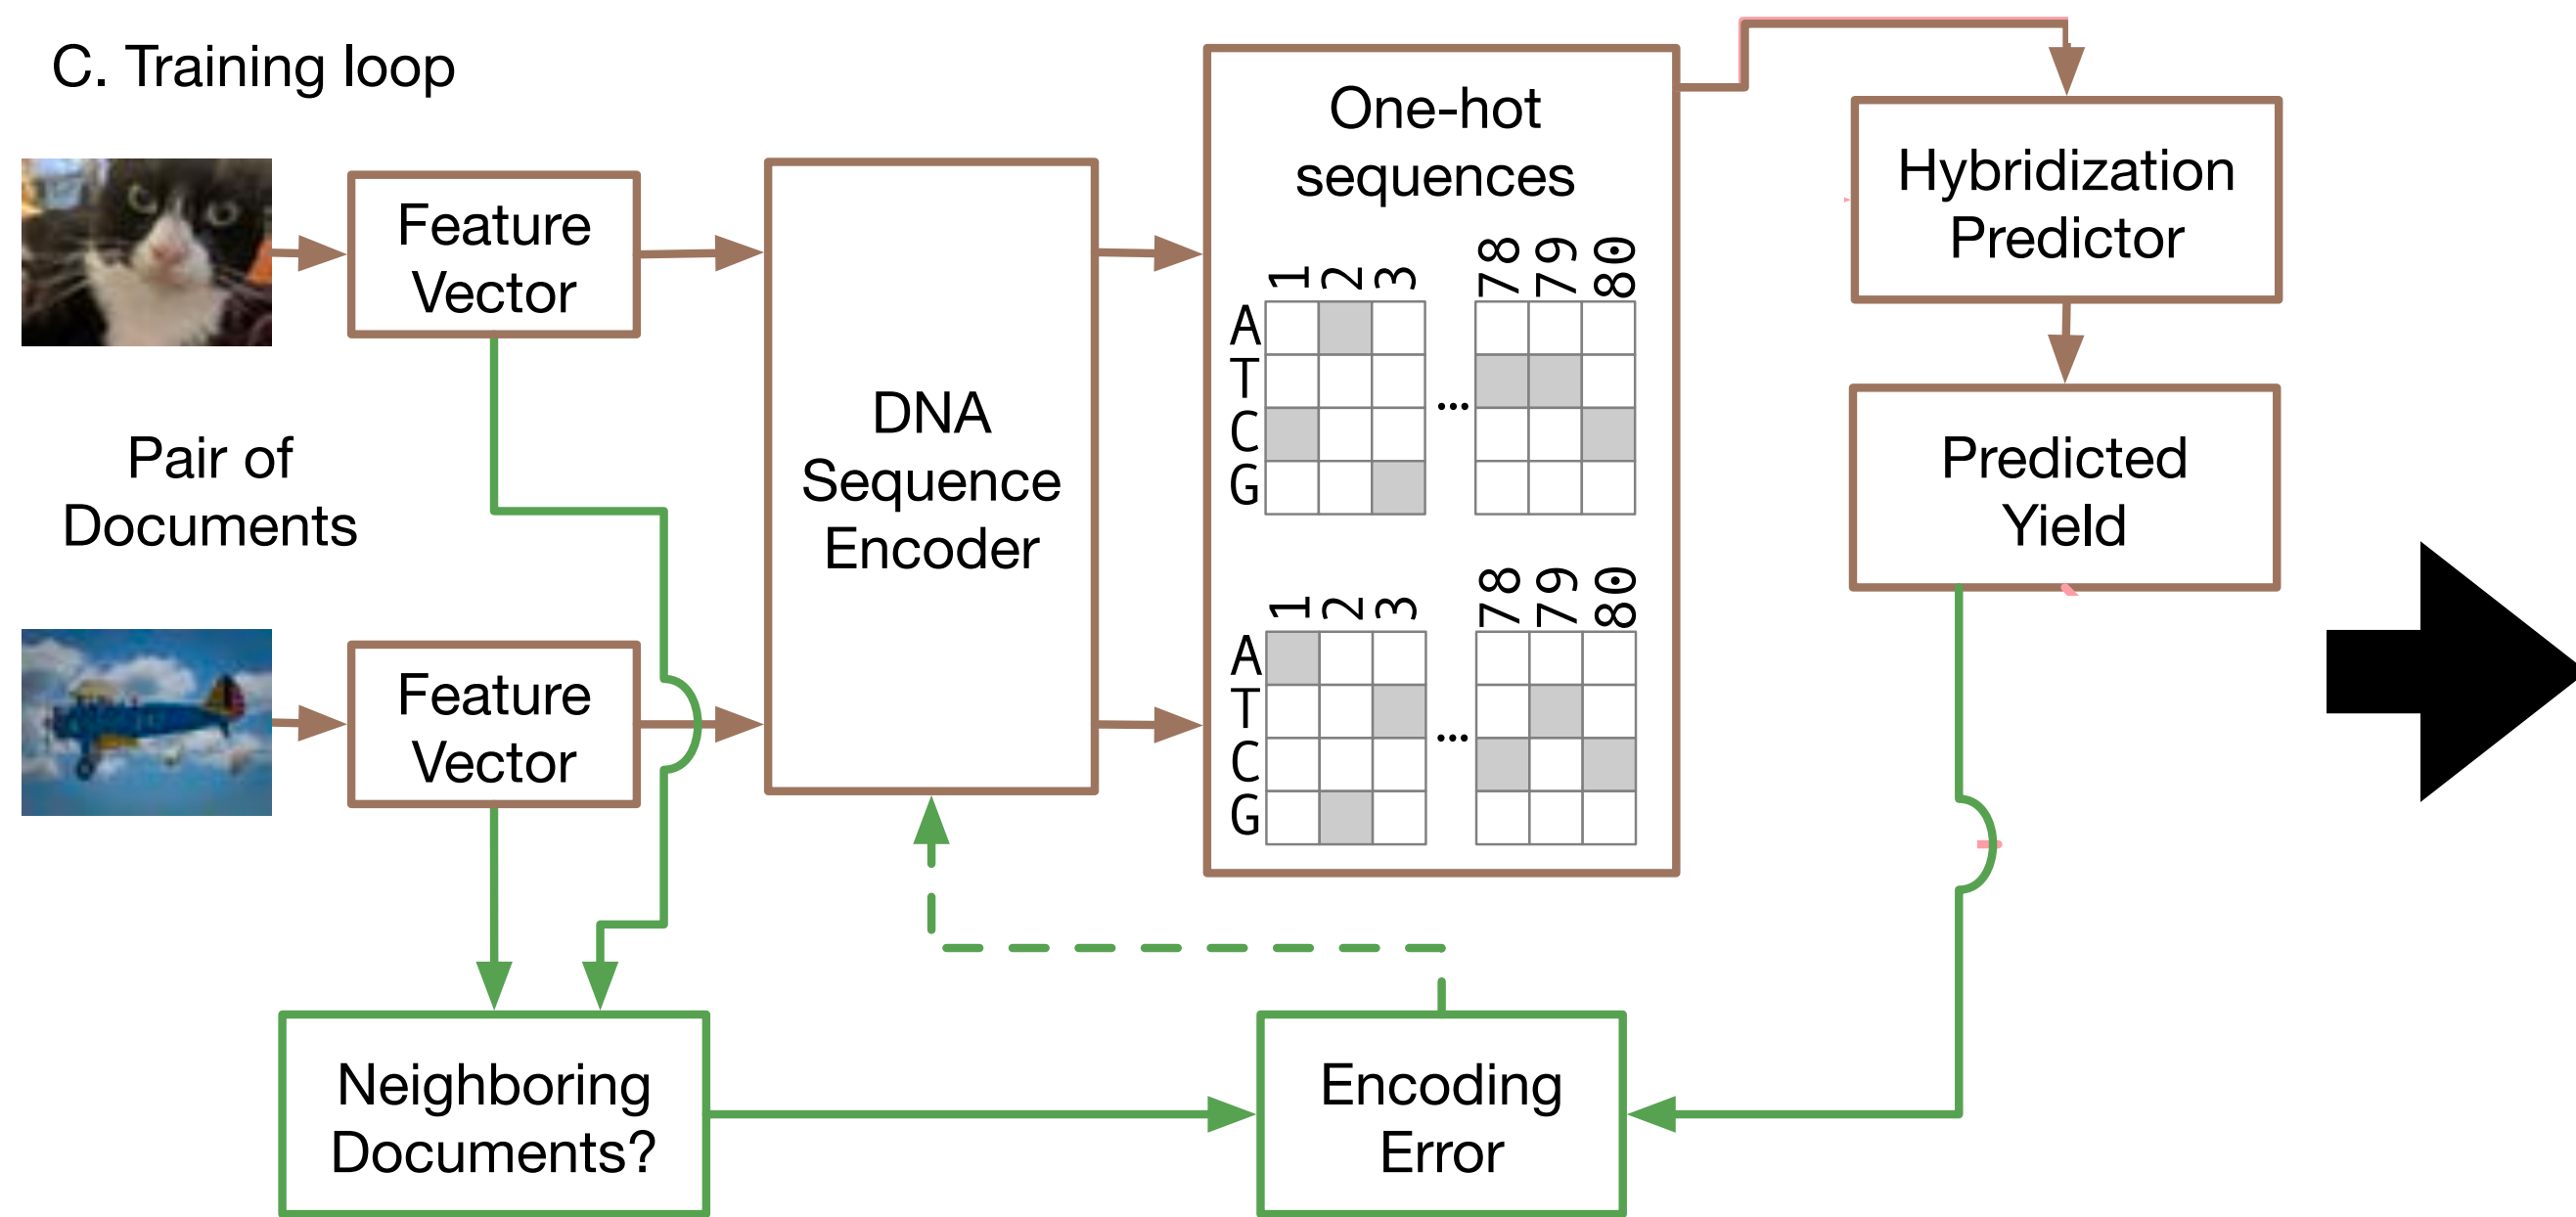 C. Training loop
Feature
Vector
Pair of
Documents
Feature
Vector
DNA
Sequence
Encoder
One-hot
sequences
1 2 3 78 79 80
A
T
C
G
...
1 2 3 78 79 80
A
T
C
G
...
Hybridization
Predictor
Predicted
Yield
Neighboring
Documents?
Encoding
Error